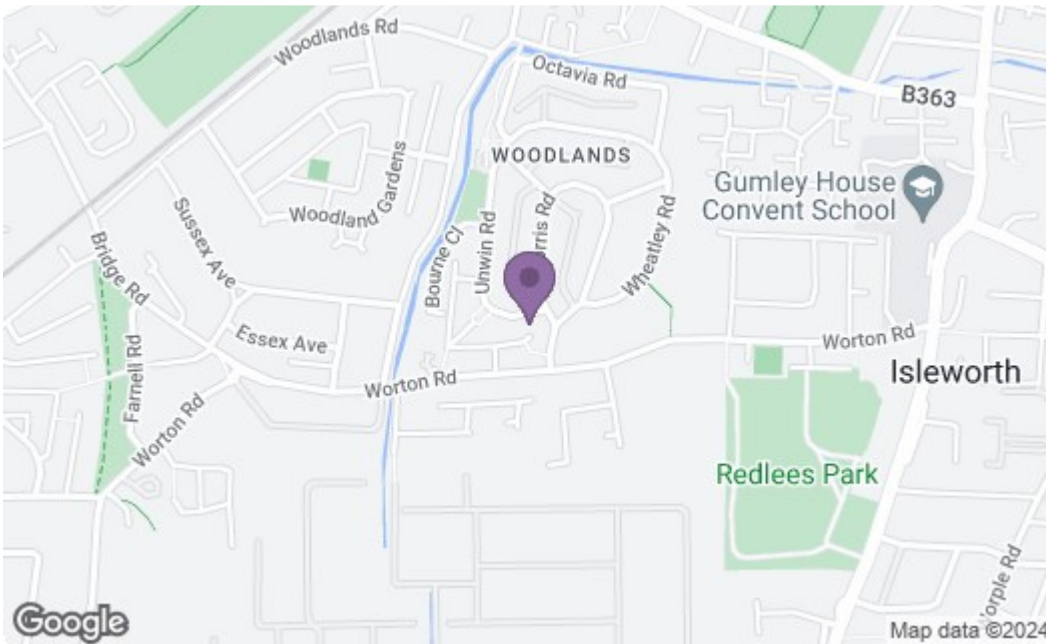 Woodlands Rd
Octavia Rd
B363
WOODLANDS
Gumley House
Convent School
Woodland Gardens
Sussex Ave
Bridge Rd
Bourne Cl
Unwin Rd
Wheatley Rd
Essex Ave
Farnell Rd
Worton Rd
Worton Rd
Worton Rd
Isleworth
Redlees Park
Google
Map data ©2024